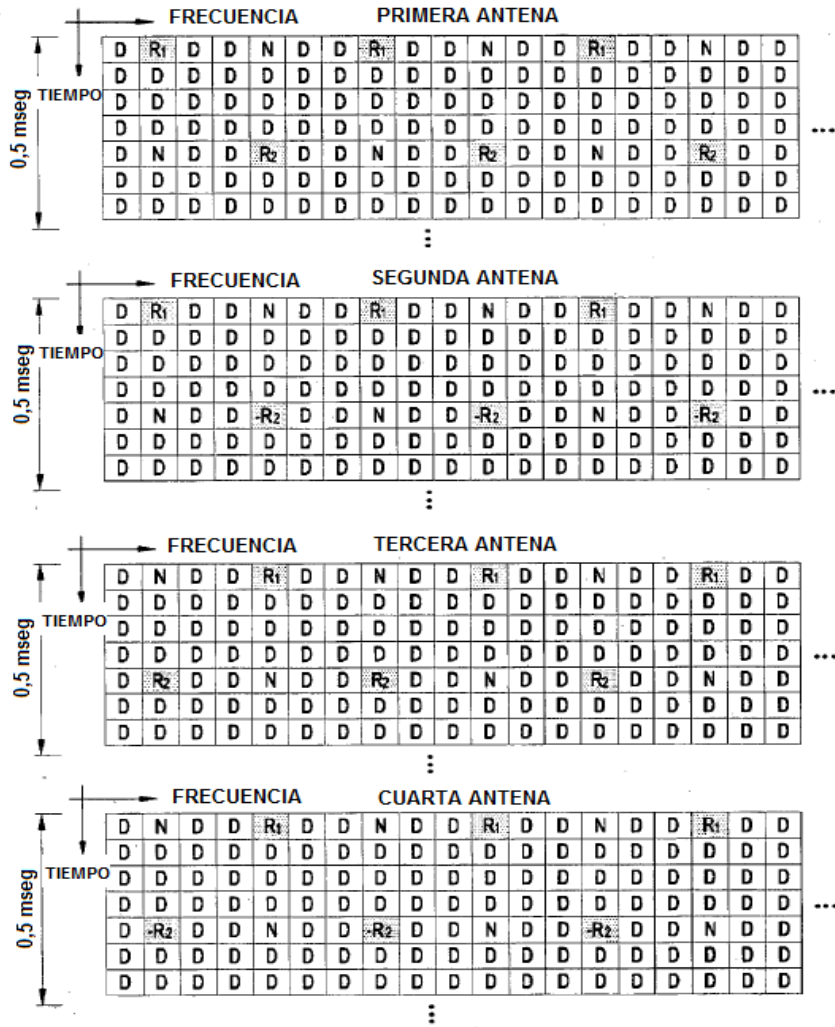 FRECUENCIA PRIMERA ANTENA
TIEMPO
0,5 mseg
D R₁ D D N D D R₁ D D N D D R₁ D D N D D
D D D D D D D D D D D D D D D D D D D
D D D D D D D D D D D D D D D D D D D
D D D D D D D D D D D D D D D D D D D
D N D D R₂ D D N D D R₂ D D N D D R₂ D D
D D D D D D D D D D D D D D D D D D D
D D D D D D D D D D D D D D D D D D D
...
...
FRECUENCIA SEGUNDA ANTENA
TIEMPO
0,5 mseg
D R₁ D D N D D R₁ D D N D D R₁ D D N D D
D D D D D D D D D D D D D D D D D D D
D D D D D D D D D D D D D D D D D D D
D D D D D D D D D D D D D D D D D D D
D N D D -R₂ D D N D D -R₂ D D N D D -R₂ D D
D D D D D D D D D D D D D D D D D D D
D D D D D D D D D D D D D D D D D D D
...
...
FRECUENCIA TERCERA ANTENA
TIEMPO
0,5 mseg
D N D D R₁ D D N D D R₁ D D N D D R₁ D D
D D D D D D D D D D D D D D D D D D D
D D D D D D D D D D D D D D D D D D D
D D D D D D D D D D D D D D D D D D D
D R₂ D D N D D R₂ D D N D D R₂ D D N D D
D D D D D D D D D D D D D D D D D D D
D D D D D D D D D D D D D D D D D D D
...
...
FRECUENCIA CUARTA ANTENA
TIEMPO
0,5 mseg
D N D D R₁ D D N D D R₁ D D N D D R₁ D D
D D D D D D D D D D D D D D D D D D D
D D D D D D D D D D D D D D D D D D D
D D D D D D D D D D D D D D D D D D D
D -R₂ D D N D D -R₂ D D N D D -R₂ D D N D D
D D D D D D D D D D D D D D D D D D D
D D D D D D D D D D D D D D D D D D D
...
...